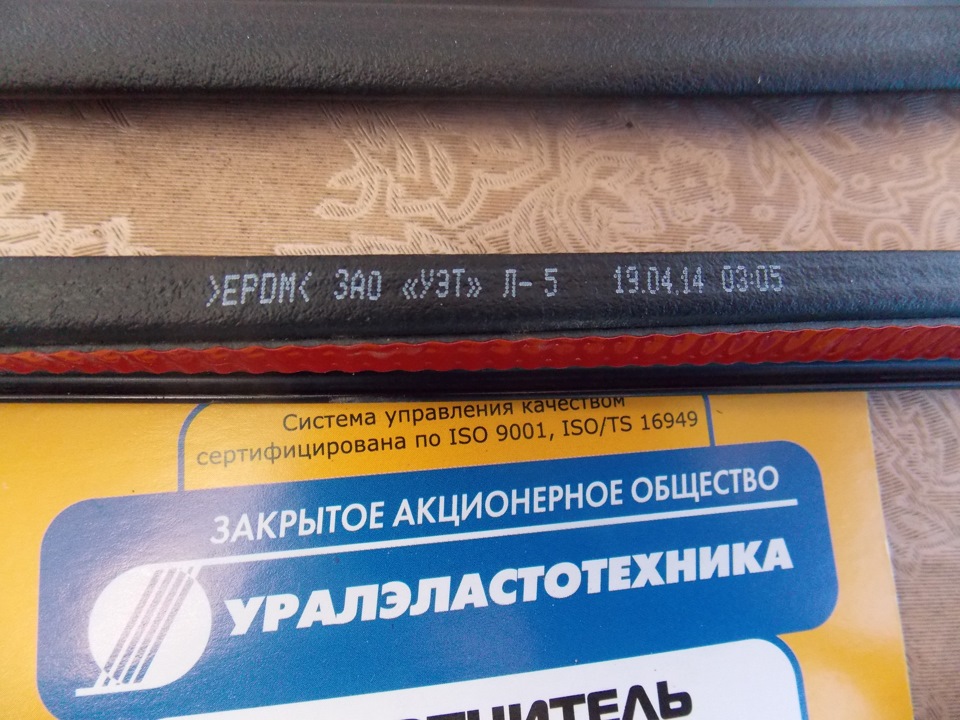 >EPDM< ЗАО «УЭТ» Л-5 19.04.14 03:05
Система управления качеством
сертифицирована по ISO 9001, ISO/TS 16949
ЗАКРЫТОЕ АКЦИОНЕРНОЕ ОБЩЕСТВО
УРАЛЭЛАСТОТЕХНИКА